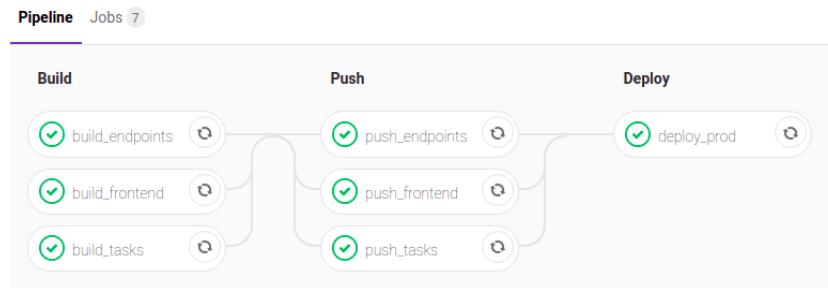 Pipeline Jobs 7
Build Push Deploy
build_endpoints push_endpoints deploy_prod
build_frontend push_frontend
build_tasks push_tasks